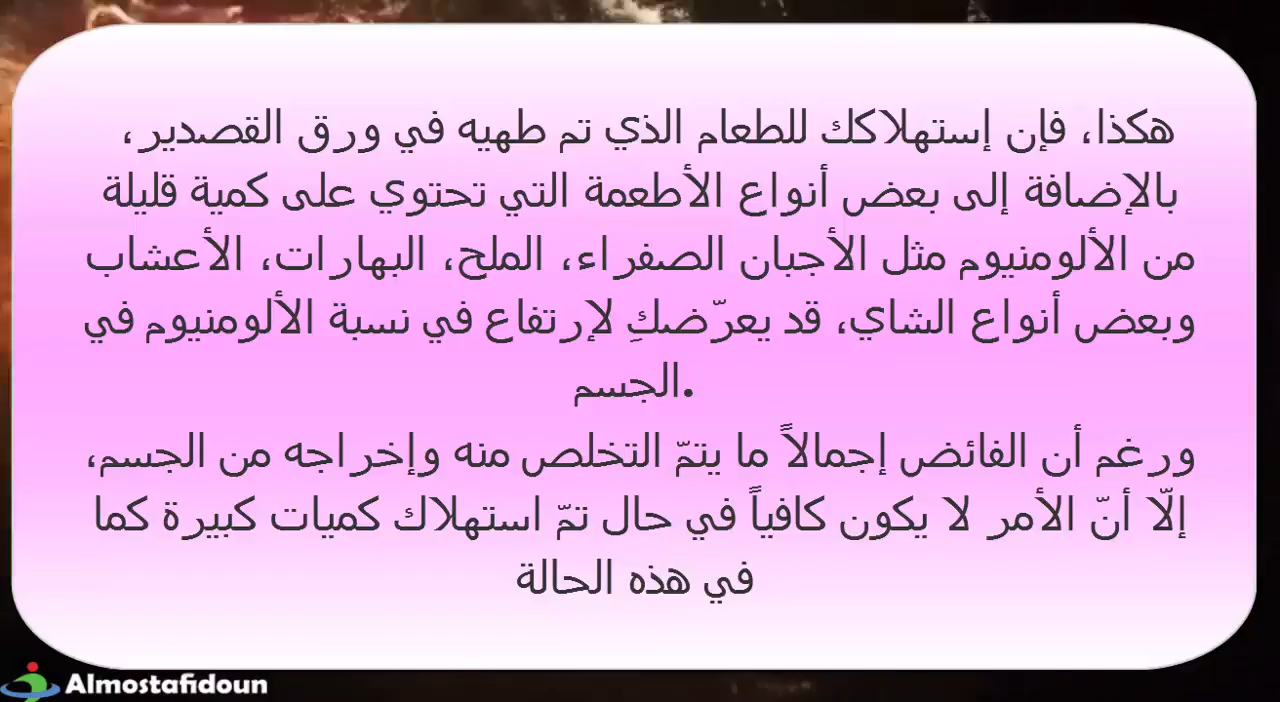 هكذا، فإن إستهلاكك للطعام الذي تم طهيه في ورق القصدير،
بالإضافة إلى بعض أنواع الأطعمة التي تحتوي على كمية قليلة
من الألومنيوم مثل الأجبان الصفراء، الملح، البهارات، الأعشاب
وبعض أنواع الشاي، قد يعرّضكِ لإرتفاع في نسبة الألومنيوم في
الجسم.
ورغم أن الفائض إجمالاً ما يتمّ التخلص منه وإخراجه من الجسم،
إلّا أنّ الأمر لا يكون كافياً في حال تمّ استهلاك كميات كبيرة كما
في هذه الحالة
Almostafidoun